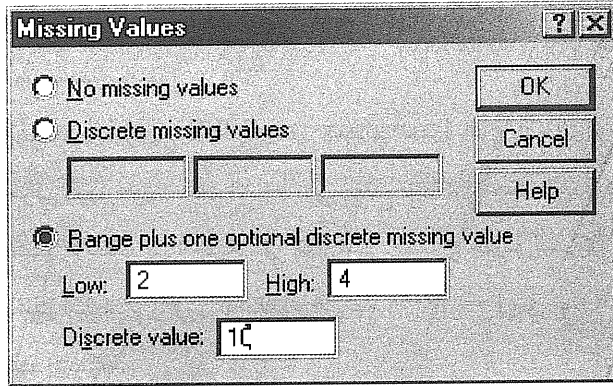 Missing Values
No missing values
OK
Discrete missing values
Cancel
Help
Range plus one optional discrete missing value
Low: 2 High: 4
Discrete value: